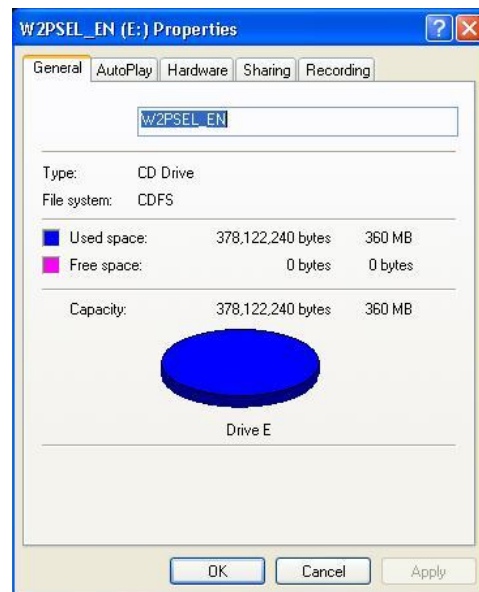 W2PSEL_EN (E:) Properties
General AutoPlay Hardware Sharing Recording
W2PSEL_EN
Type: CD Drive
File system: CDFS
Used space: 378,122,240 bytes 360 MB
Free space: 0 bytes 0 bytes
Capacity: 378,122,240 bytes 360 MB
Drive E
OK Cancel Apply